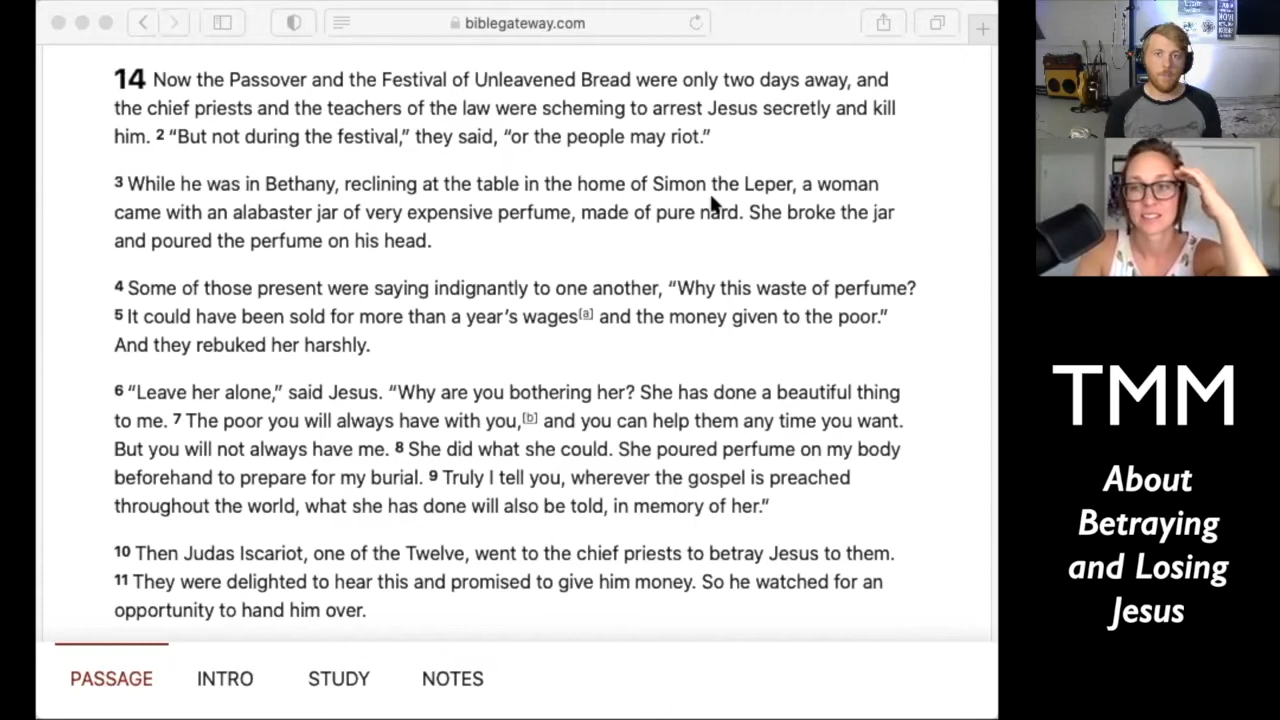 biblegateway.com
14 Now the Passover and the Festival of Unleavened Bread were only two days away, and
the chief priests and the teachers of the law were scheming to arrest Jesus secretly and kill
him. 2 “But not during the festival,” they said, “or the people may riot.”
3 While he was in Bethany, reclining at the table in the home of Simon the Leper, a woman
came with an alabaster jar of very expensive perfume, made of pure nard. She broke the jar
and poured the perfume on his head.
4 Some of those present were saying indignantly to one another, “Why this waste of perfume?
5 It could have been sold for more than a year’s wages[a] and the money given to the poor.”
And they rebuked her harshly.
6 “Leave her alone,” said Jesus. “Why are you bothering her? She has done a beautiful thing
to me. 7 The poor you will always have with you,[b] and you can help them any time you want.
But you will not always have me. 8 She did what she could. She poured perfume on my body
beforehand to prepare for my burial. 9 Truly I tell you, wherever the gospel is preached
throughout the world, what she has done will also be told, in memory of her.”
10 Then Judas Iscariot, one of the Twelve, went to the chief priests to betray Jesus to them.
11 They were delighted to hear this and promised to give him money. So he watched for an
opportunity to hand him over.
PASSAGE INTRO STUDY NOTES
TMM
About
Betraying
and Losing
Jesus